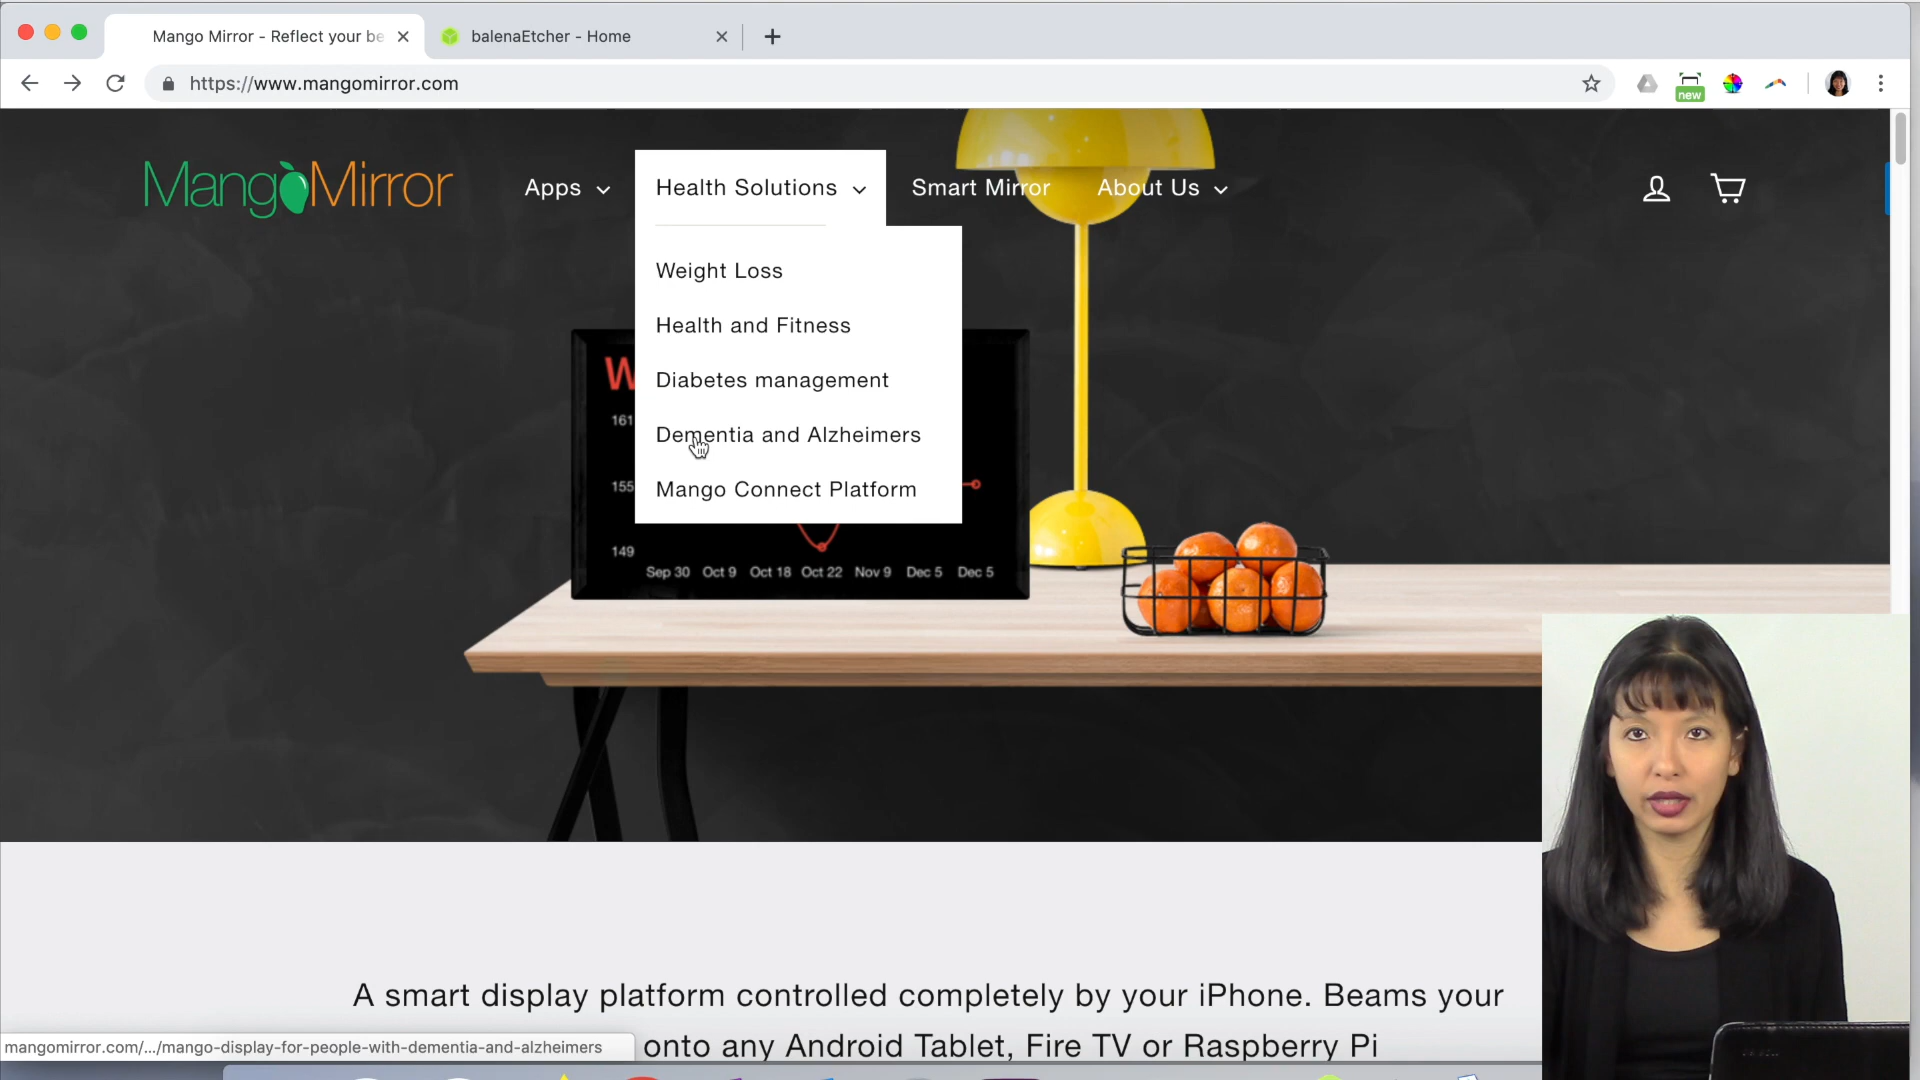 Mango Mirror - Reflect your be
balenaEtcher - Home
https://www.mangomirror.com
new
MangoMirror
Apps
Health Solutions
Smart Mirror
About Us
Weight Loss
Health and Fitness
Diabetes management
Dementia and Alzheimers
Mango Connect Platform
W
161
155
149
Sep 30 Oct 9 Oct 18 Oct 22 Nov 9 Dec 5 Dec 5
A smart display platform controlled completely by your iPhone. Beams your
onto any Android Tablet, Fire TV or Raspberry Pi
mangomirror.com/.../mango-display-for-people-with-dementia-and-alzheimers